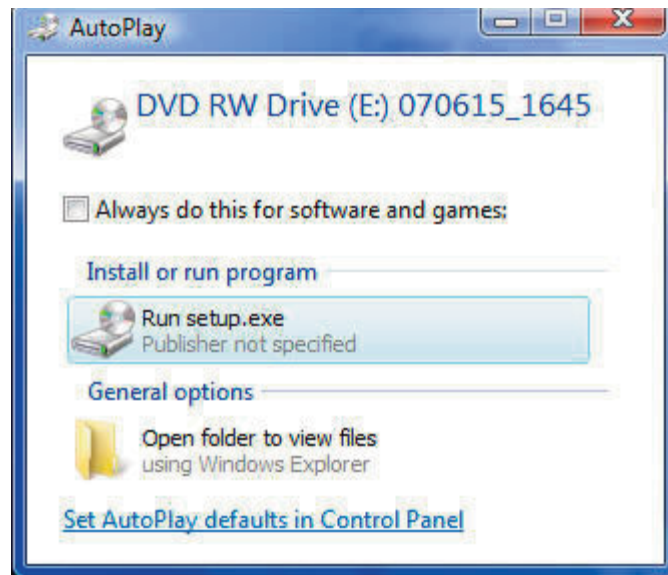 AutoPlay
DVD RW Drive (E:) 070615_1645
Always do this for software and games:
Install or run program
Run setup.exe
Publisher not specified
General options
Open folder to view files
using Windows Explorer
Set AutoPlay defaults in Control Panel